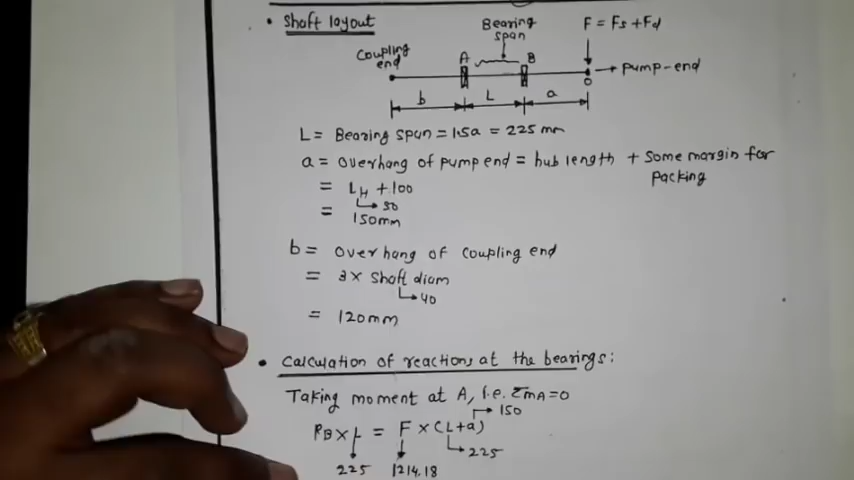 • Shaft layout
Bearing span
F = Fs + Fd
Coupling end
A
B
→ pump-end
b
L
a
L = Bearing span = 1.5a = 225 mm
a = Overhang of pump end = hub length + Some margin for packing
= LH + 100
→ 50
= 150mm
b = Overhang of coupling end
= 3 × shaft diam
→ 40
= 120mm
• Calculation of reactions at the bearings:
Taking moment at A, i.e. ΣmA = 0
→ 150
RB × L = F × (L+a)
→ 225
225
1214.18